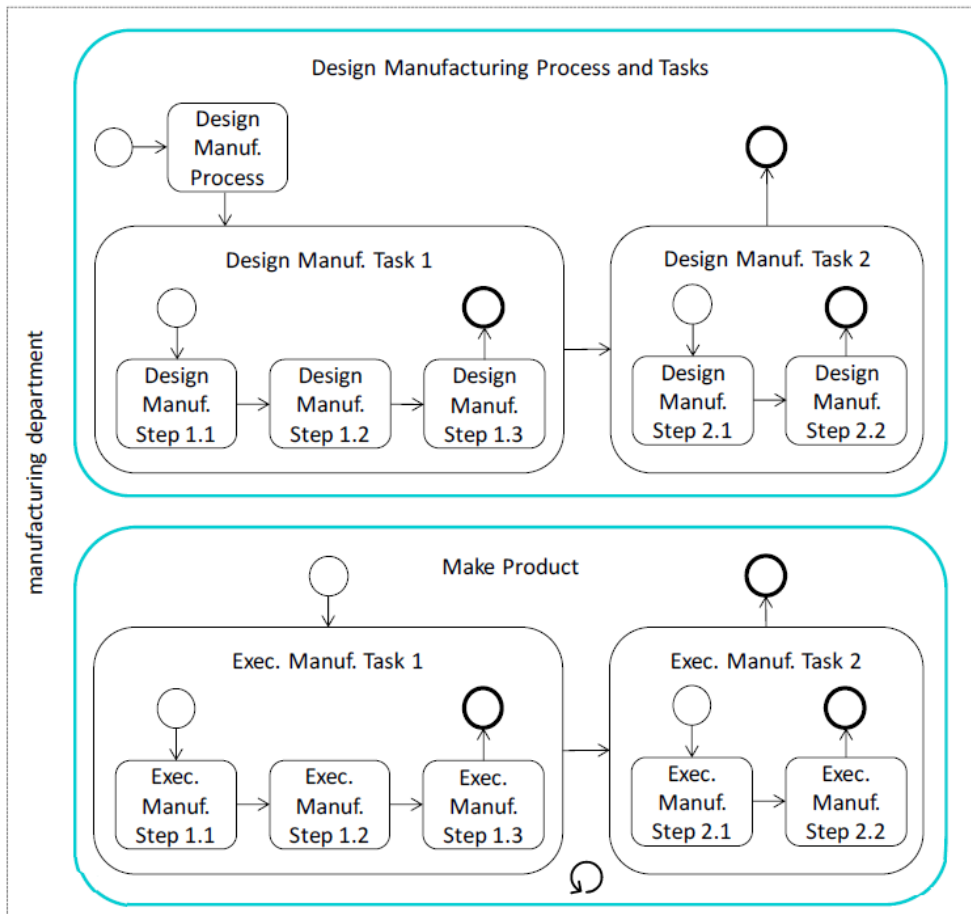 manufacturing department
Design Manufacturing Process and Tasks
Design
Manuf.
Process
Design Manuf. Task 1
Design
Manuf.
Step 1.1
Design
Manuf.
Step 1.2
Design
Manuf.
Step 1.3
Design Manuf. Task 2
Design
Manuf.
Step 2.1
Design
Manuf.
Step 2.2
Make Product
Exec. Manuf. Task 1
Exec.
Manuf.
Step 1.1
Exec.
Manuf.
Step 1.2
Exec.
Manuf.
Step 1.3
Exec. Manuf. Task 2
Exec.
Manuf.
Step 2.1
Exec.
Manuf.
Step 2.2